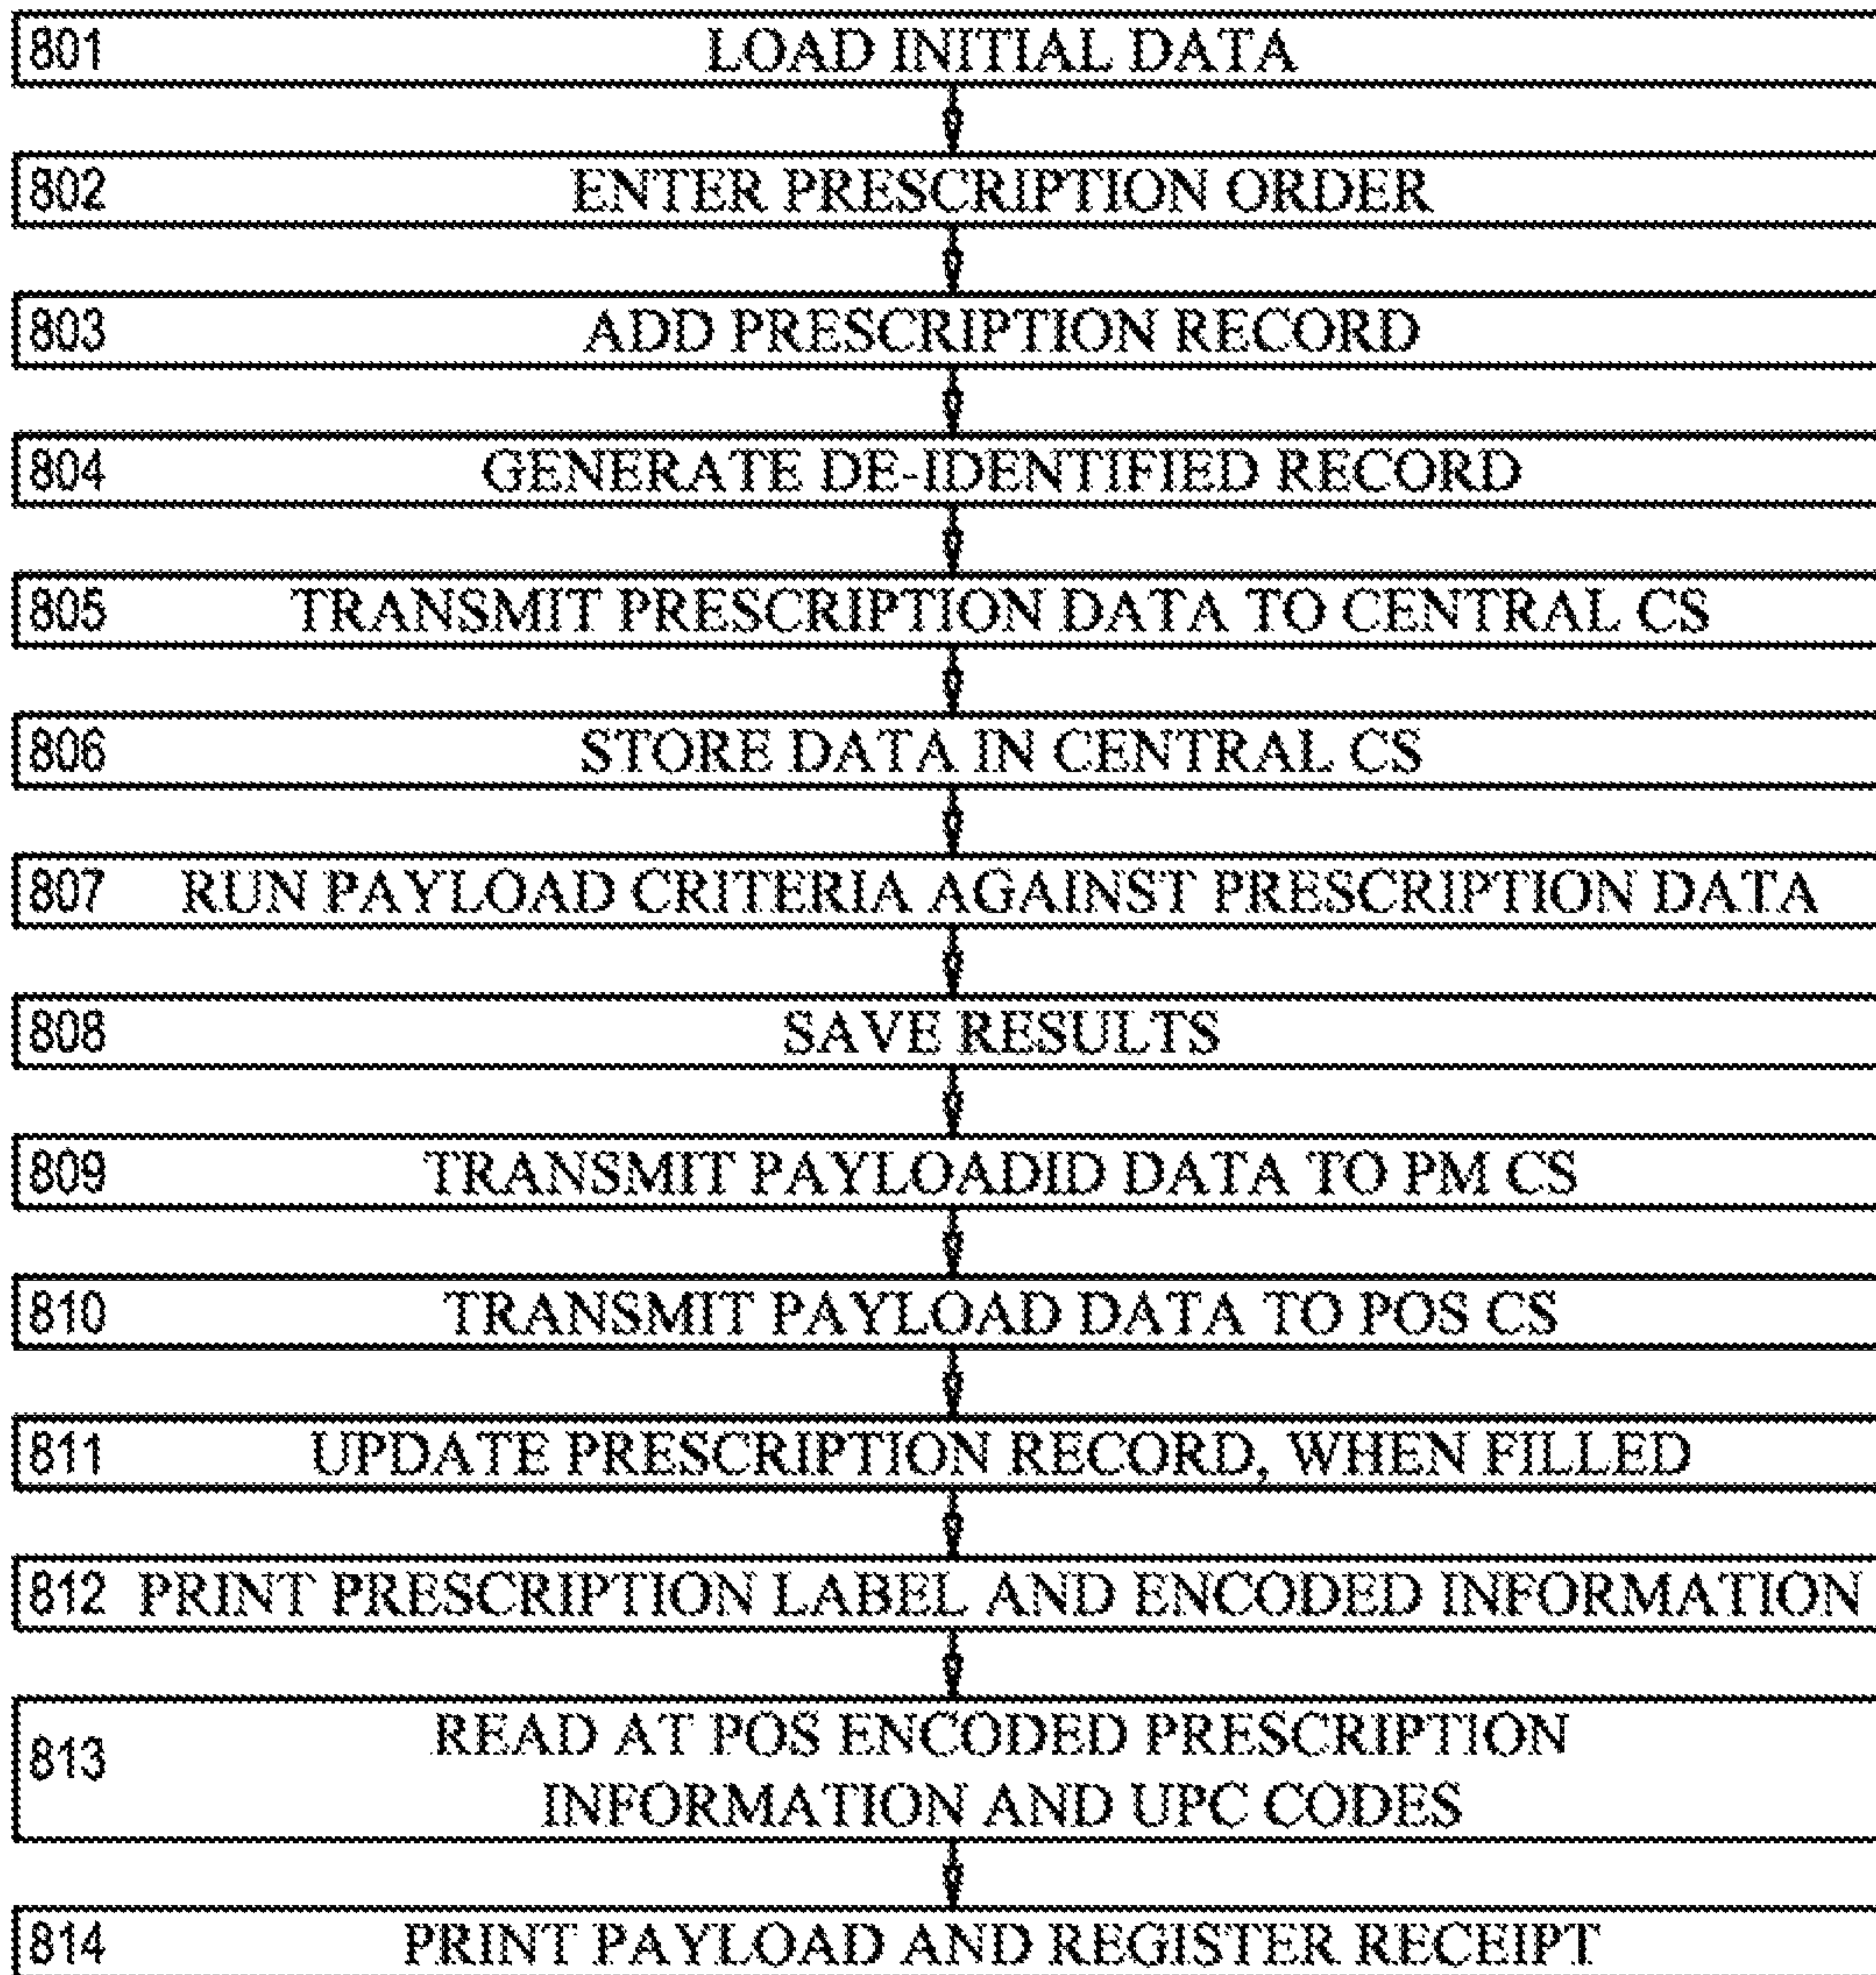 801 LOAD INITIAL DATA
802 ENTER PRESCRIPTION ORDER
803 ADD PRESCRIPTION RECORD
804 GENERATE DE-IDENTIFIED RECORD
805 TRANSMIT PRESCRIPTION DATA TO CENTRAL CS
806 STORE DATA IN CENTRAL CS
807 RUN PAYLOAD CRITERIA AGAINST PRESCRIPTION DATA
808 SAVE RESULTS
809 TRANSMIT PAYLOADID DATA TO PM CS
810 TRANSMIT PAYLOAD DATA TO POS CS
811 UPDATE PRESCRIPTION RECORD, WHEN FILLED
812 PRINT PRESCRIPTION LABEL AND ENCODED INFORMATION
813 READ AT POS ENCODED PRESCRIPTION
INFORMATION AND UPC CODES
814 PRINT PAYLOAD AND REGISTER RECEIPT